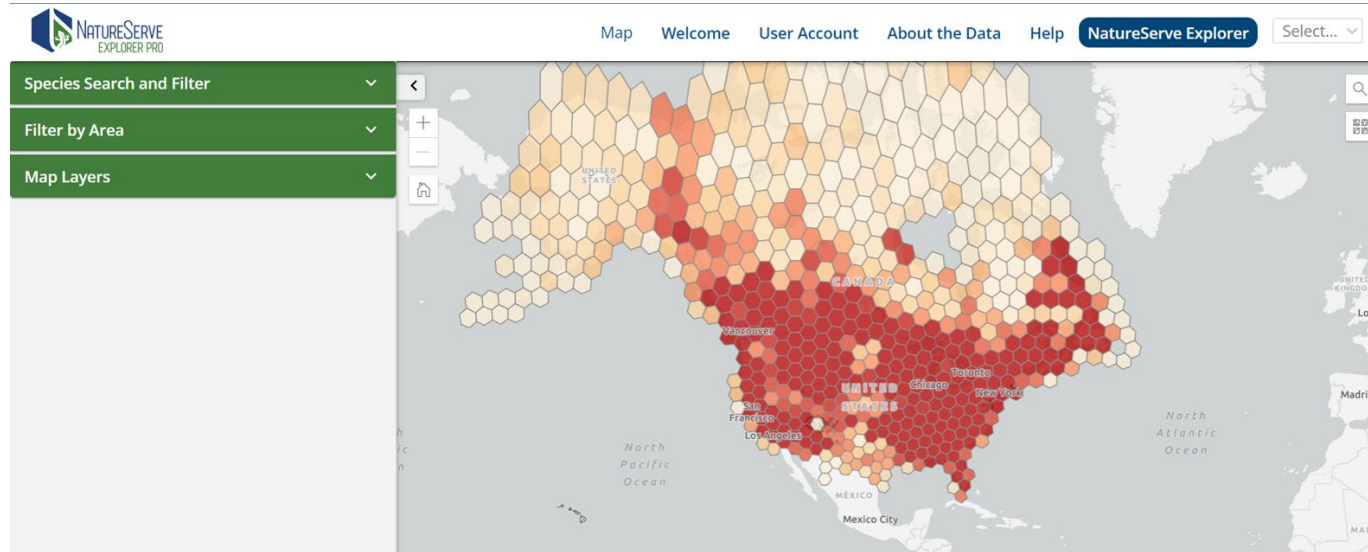 NATURESERVE
EXPLORER PRO
Map Welcome User Account About the Data Help NatureServe Explorer Select...
Species Search and Filter
Filter by Area
Map Layers
UNITED
STATES
CANADA
Vancouver
Toronto
Chicago
New York
UNITED
STATES
San
Francisco
Los Angeles
North
Pacific
Ocean
MÉXICO
Mexico City
North
Atlantic
Ocean
UNITED
KINGDO
Lo
Madri
MA